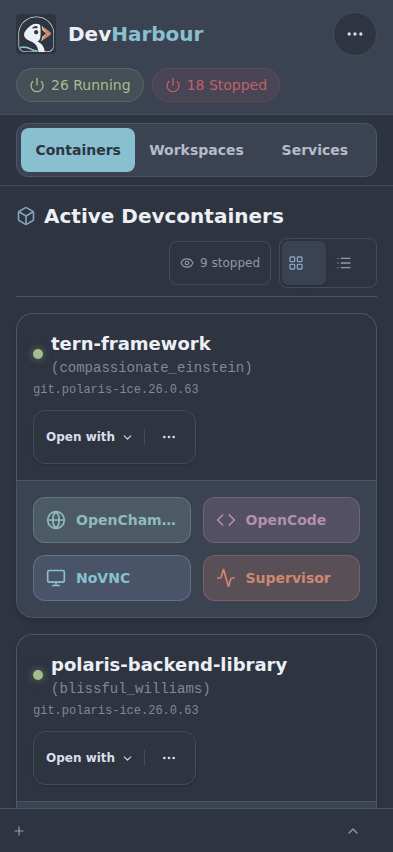 DevHarbour
26 Running
18 Stopped
Containers
Workspaces
Services
Active Devcontainers
9 stopped
tern-framework
(compassionate_einstein)
git.polaris-ice.26.0.63
Open with
OpenCham...
OpenCode
NoVNC
Supervisor
polaris-backend-library
(blissful_williams)
git.polaris-ice.26.0.63
Open with